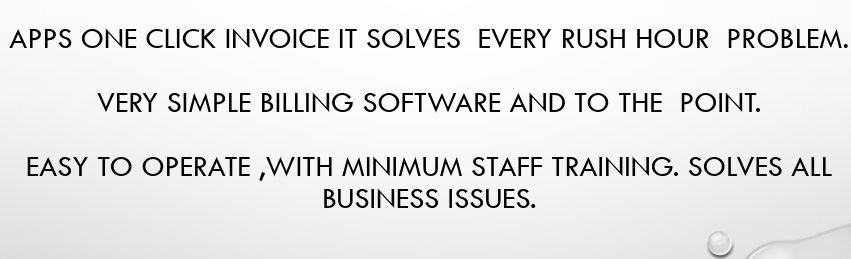 APPS ONE CLICK INVOICE IT SOLVES  EVERY RUSH HOUR  PROBLEM.
VERY SIMPLE BILLING SOFTWARE AND TO THE  POINT.
EASY TO OPERATE ,WITH MINIMUM STAFF TRAINING. SOLVES ALL
BUSINESS ISSUES.